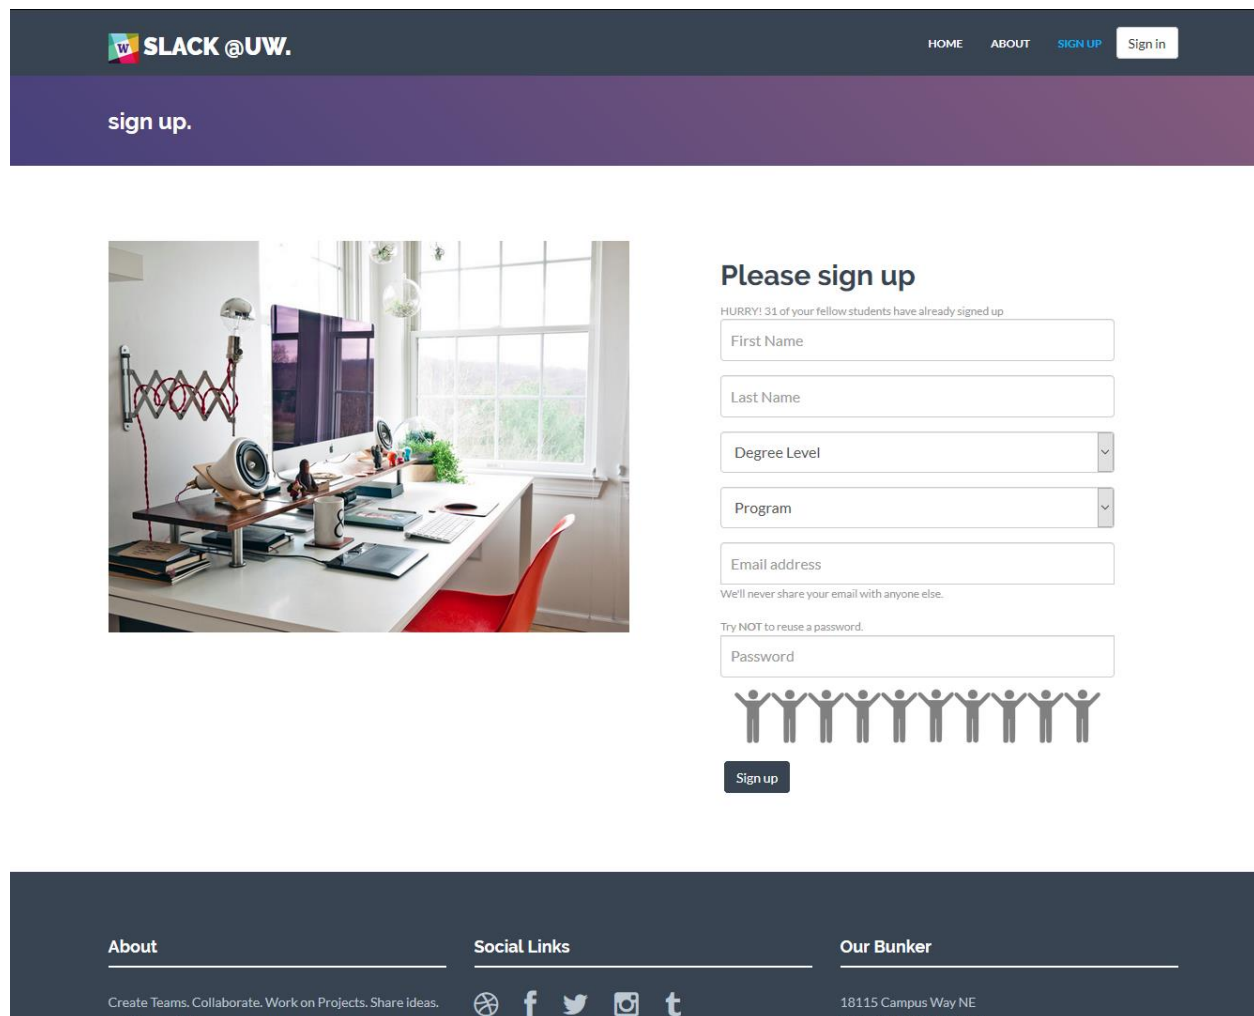 W SLACK @UW.
HOME ABOUT SIGN UP Sign in
sign up.
Please sign up
HURRY! 31 of your fellow students have already signed up
First Name
Last Name
Degree Level
Program
Email address
We'll never share your email with anyone else.
Try NOT to reuse a password.
Password
Sign up
About
Social Links
Our Bunker
Create Teams. Collaborate. Work on Projects. Share ideas.
18115 Campus Way NE